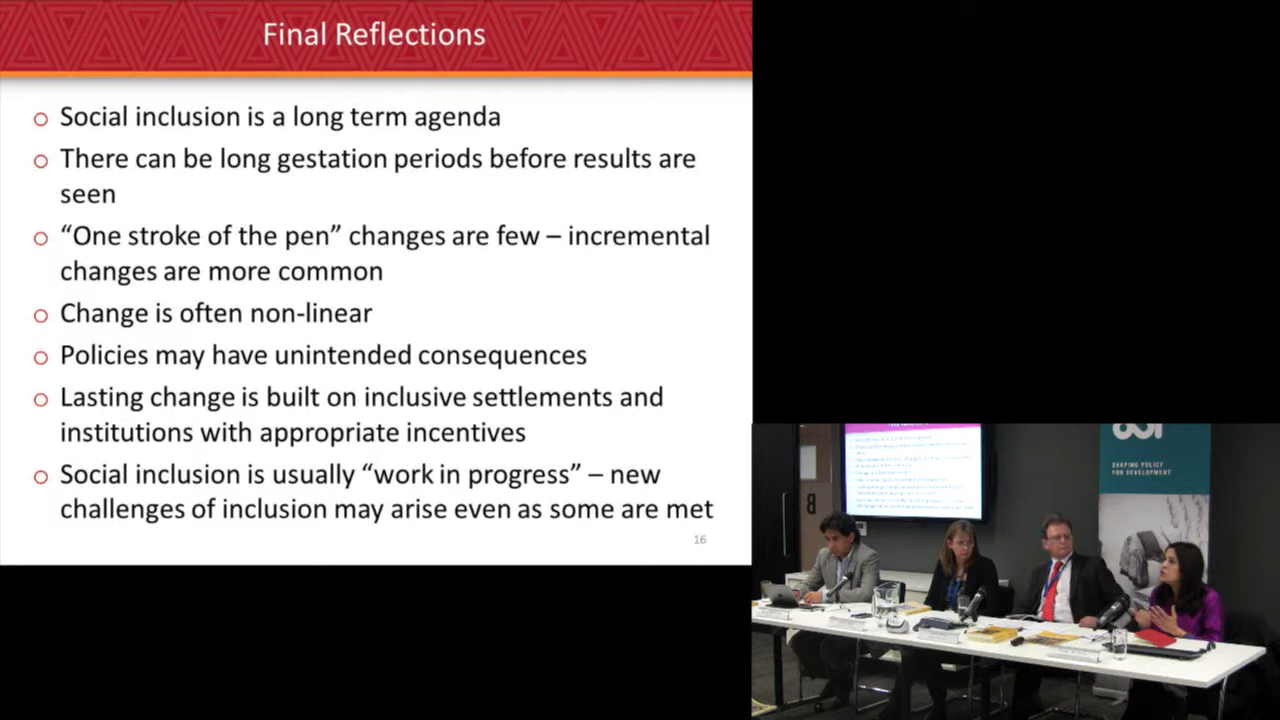 Final Reflections
Social inclusion is a long term agenda
There can be long gestation periods before results are
seen
“One stroke of the pen” changes are few – incremental
changes are more common
Change is often non-linear
Policies may have unintended consequences
Lasting change is built on inclusive settlements and
institutions with appropriate incentives
Social inclusion is usually “work in progress” – new
challenges of inclusion may arise even as some are met
16
8
SHAPING POLICY
FOR DEVELOPMENT